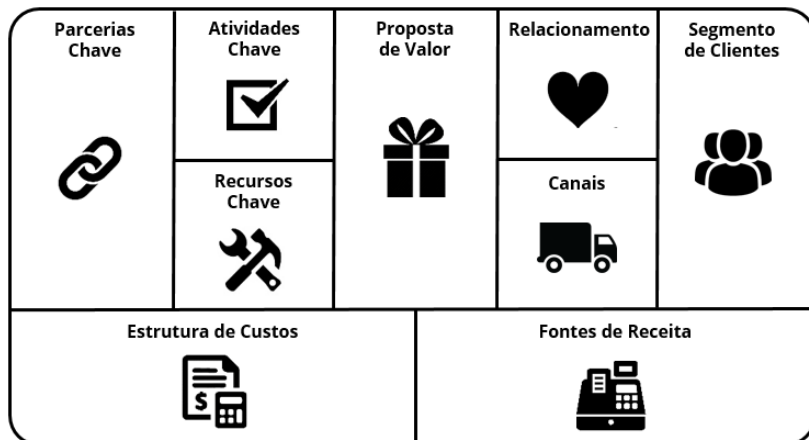 Parcerias
Chave
Atividades
Chave
Recursos
Chave
Proposta
de Valor
Relacionamento
Canais
Segmento
de Clientes
Estrutura de Custos
$
Fontes de Receita